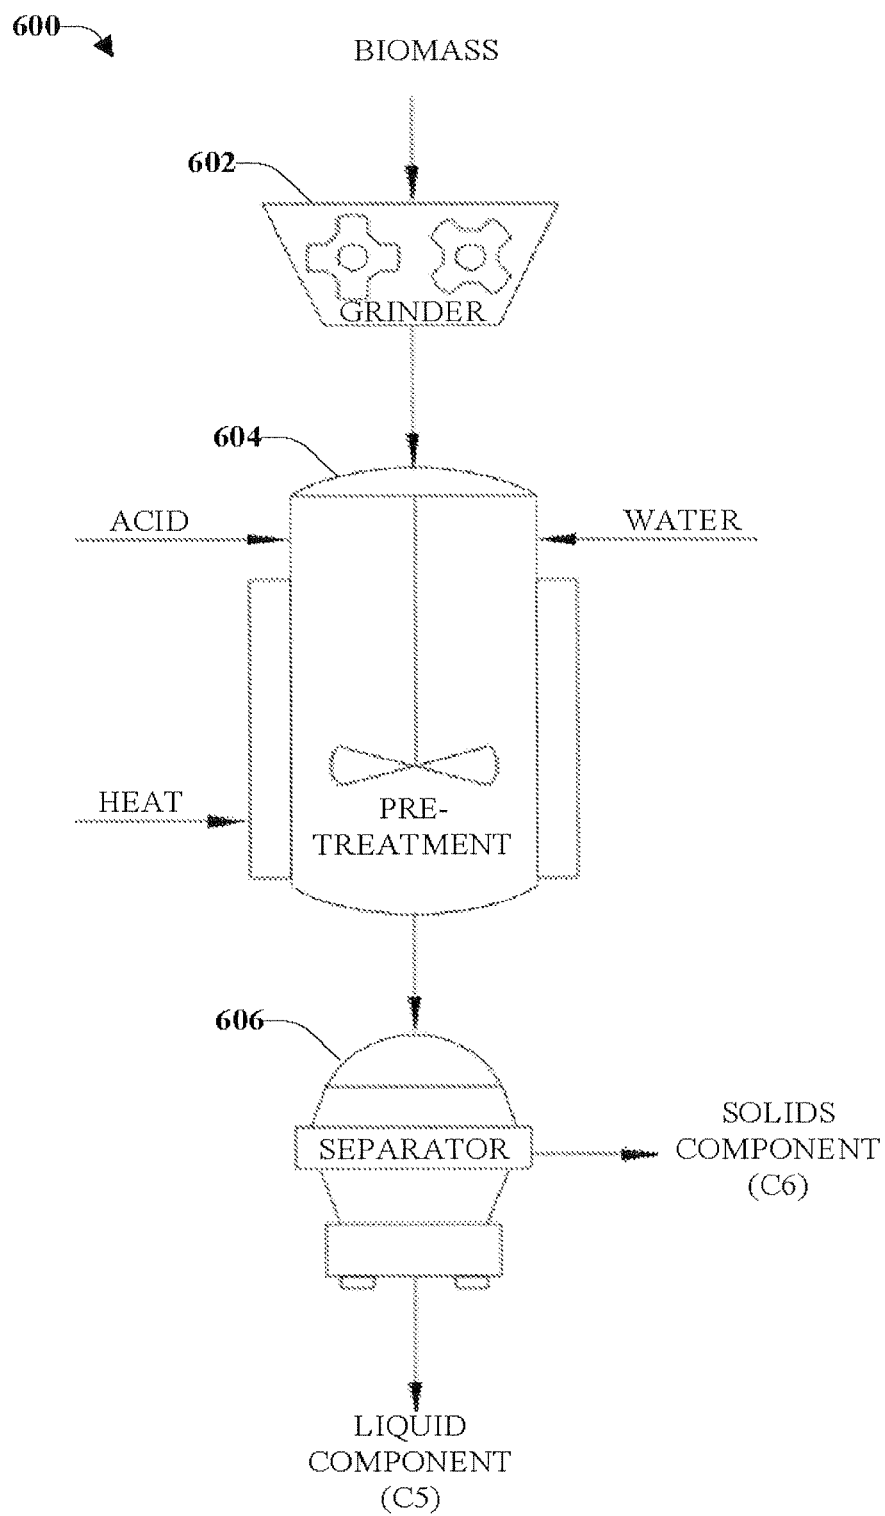 600
BIOMASS
602
GRINDER
604
ACID
WATER
HEAT
PRE-
TREATMENT
606
SEPARATOR
SOLIDS
COMPONENT
(C6)
LIQUID
COMPONENT
(C5)